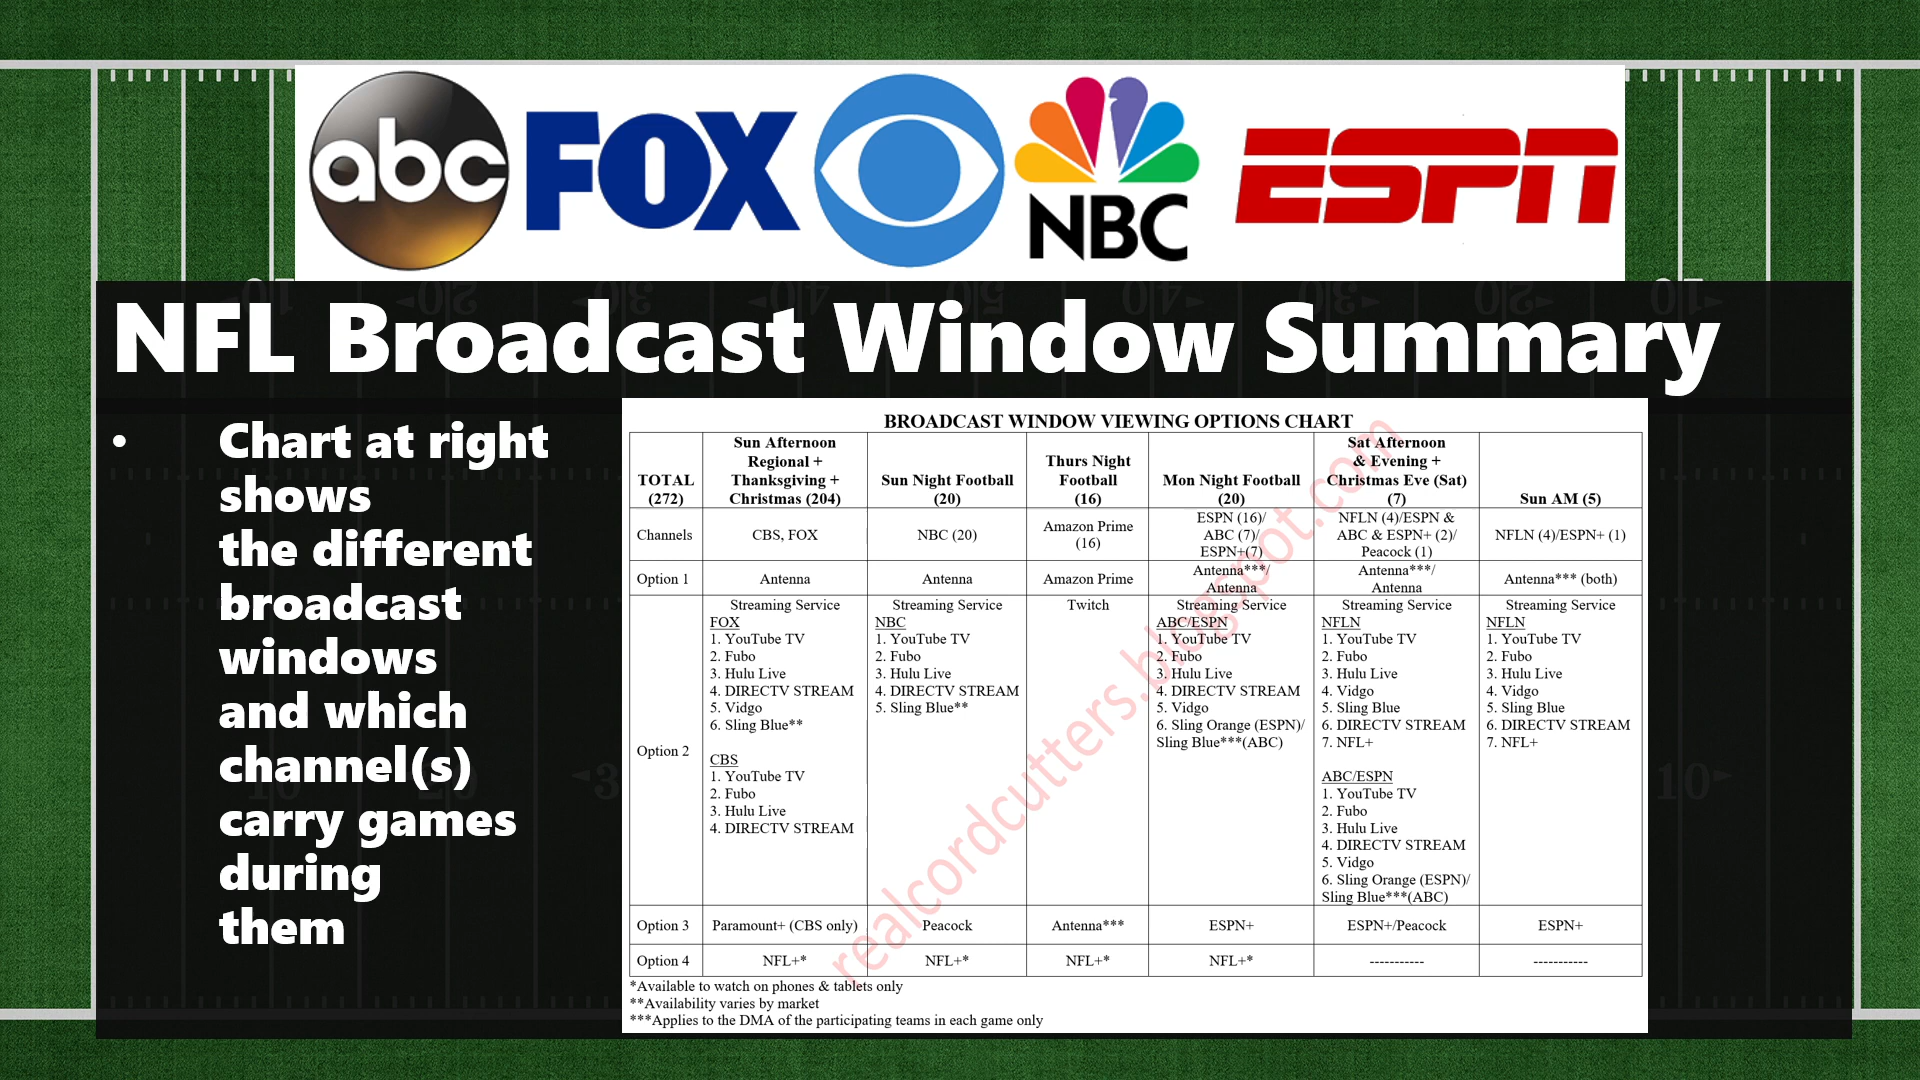 abc FOX NBC ESPN
NFL Broadcast Window Summary
• Chart at right
shows
the different
broadcast
windows
and which
channel(s)
carry games
during
them
BROADCAST WINDOW VIEWING OPTIONS CHART
TOTAL
(272)
Sun Afternoon
Regional +
Thanksgiving +
Christmas (204)
Sun Night Football
(20)
Thurs Night
Football
(16)
Mon Night Football
(20)
Sat Afternoon
& Evening +
Christmas Eve (Sat)
(7)
Sun AM (5)
Channels
CBS, FOX
NBC (20)
Amazon Prime
(16)
ESPN (16)/
ABC (7)/
ESPN+(7)
NFLN (4)/ESPN &
ABC & ESPN+ (2)/
Peacock (1)
NFLN (4)/ESPN+ (1)
Option 1
Antenna
Antenna
Amazon Prime
Antenna***/
Antenna
Antenna***/
Antenna
Antenna*** (both)
Option 2
Streaming Service
FOX
1. YouTube TV
2. Fubo
3. Hulu Live
4. DIRECTV STREAM
5. Vidgo
6. Sling Blue**
CBS
1. YouTube TV
2. Fubo
3. Hulu Live
4. DIRECTV STREAM
Streaming Service
NBC
1. YouTube TV
2. Fubo
3. Hulu Live
4. DIRECTV STREAM
5. Sling Blue**
Twitch
Streaming Service
ABC/ESPN
1. YouTube TV
2. Fubo
3. Hulu Live
4. DIRECTV STREAM
5. Vidgo
6. Sling Orange (ESPN)/
Sling Blue***(ABC)
Streaming Service
NFLN
1. YouTube TV
2. Fubo
3. Hulu Live
4. Vidgo
5. Sling Blue
6. DIRECTV STREAM
7. NFL+
ABC/ESPN
1. YouTube TV
2. Fubo
3. Hulu Live
4. DIRECTV STREAM
5. Vidgo
6. Sling Orange (ESPN)/
Sling Blue***(ABC)
Streaming Service
NFLN
1. YouTube TV
2. Fubo
3. Hulu Live
4. Vidgo
5. Sling Blue
6. DIRECTV STREAM
7. NFL+
Option 3
Paramount+ (CBS only)
Peacock
Antenna***
ESPN+
ESPN+/Peacock
ESPN+
Option 4
NFL+*
NFL+*
NFL+*
NFL+*
-----------
-----------
*Available to watch on phones & tablets only
**Availability varies by market
***Applies to the DMA of the participating teams in each game only
realcordcutters.blogspot.com